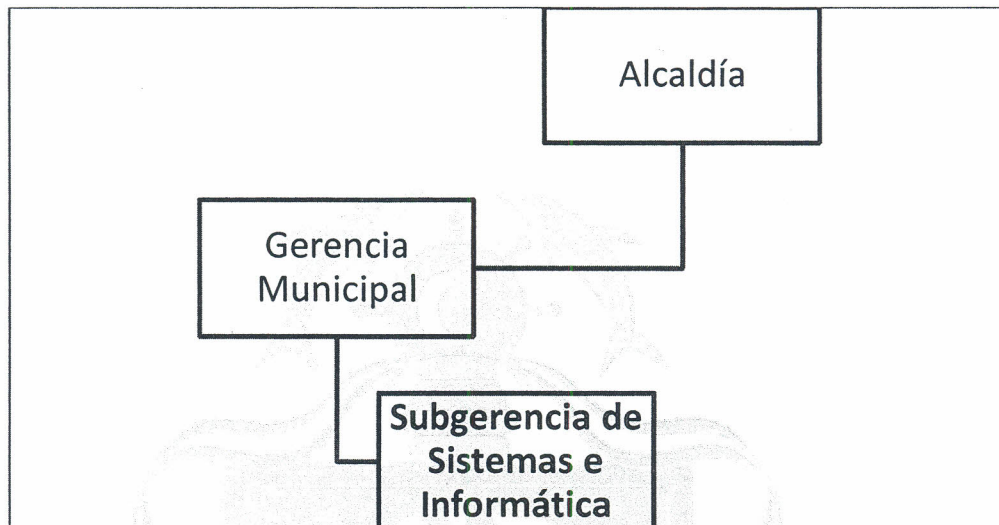 Alcaldía
Gerencia
Municipal
Subgerencia de
Sistemas e
Informática